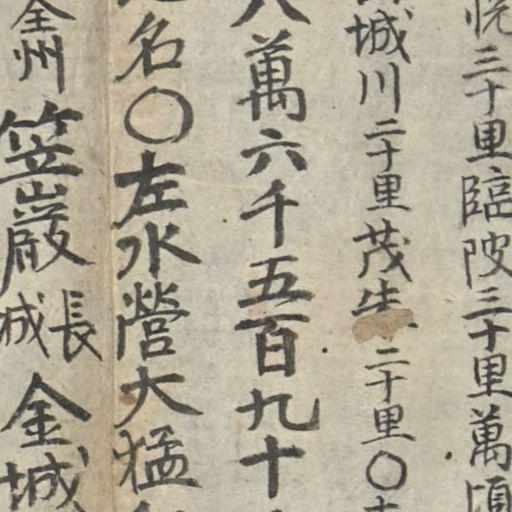 三十里臨陂三十里萬頃
城川二十里茂 二十里〇
八萬六千五百九十
名〇左水營大猛
全州笠巖長城金城